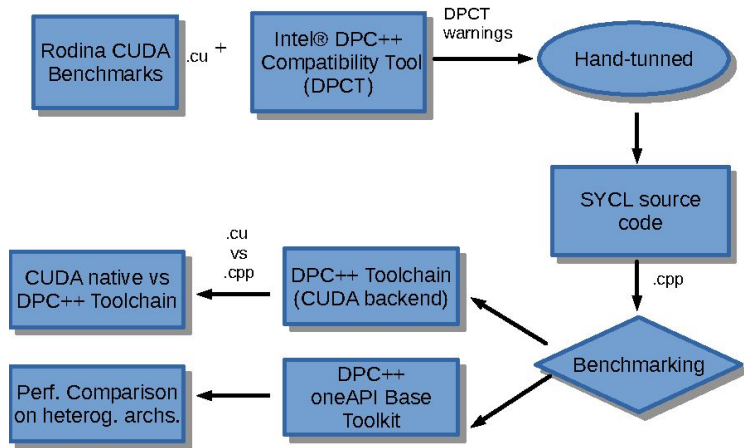 Rodina CUDA
Benchmarks
.cu
+
Intel® DPC++
Compatibility Tool
(DPCT)
DPCT
warnings
Hand-tunned
SYCL source
code
.cpp
Benchmarking
DPC++ Toolchain
(CUDA backend)
.cu
vs
.cpp
CUDA native vs
DPC++ Toolchain
DPC++
oneAPI Base
Toolkit
Perf. Comparison
on heterog. archs.